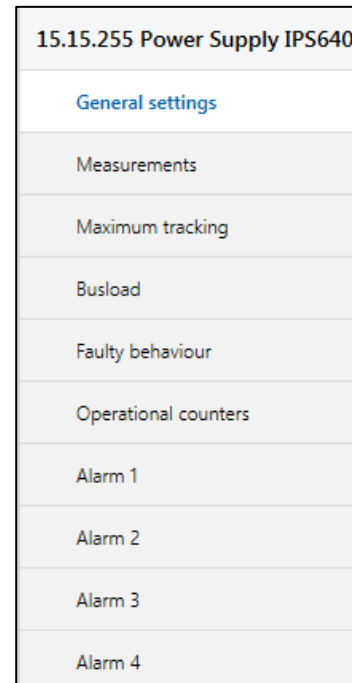 15.15.255 Power Supply IPS640
General settings
Measurements
Maximum tracking
Busload
Faulty behaviour
Operational counters
Alarm 1
Alarm 2
Alarm 3
Alarm 4